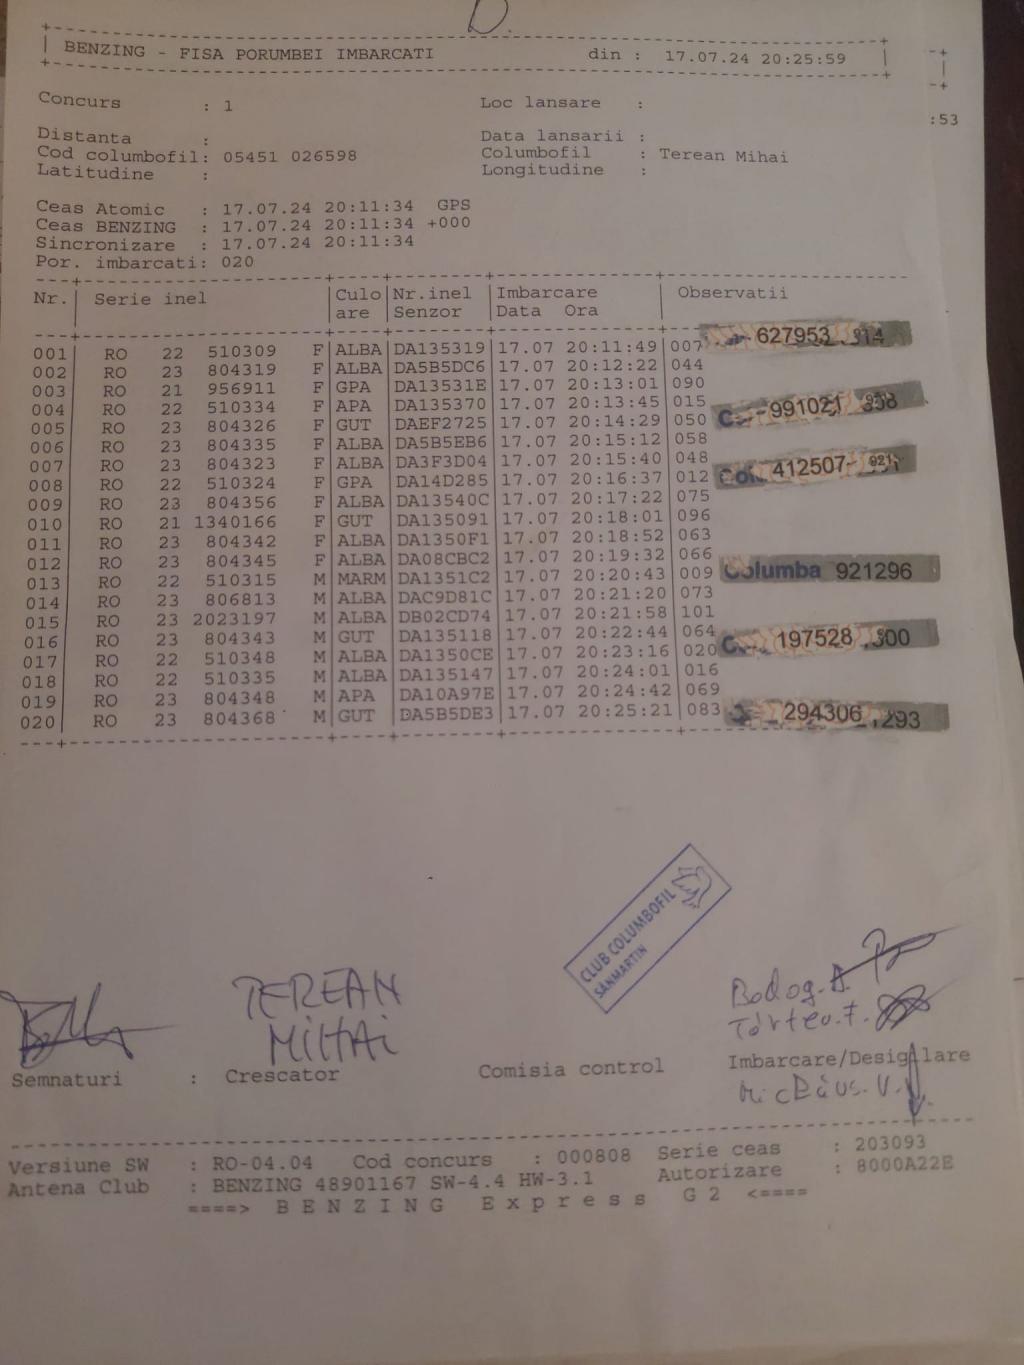 D.
BENZING - FISA PORUMBEI IMBARCATI din : 17.07.24 20:25:59
:53
Concurs : 1 Loc lansare :
Distanta : Data lansarii :
Cod columbofil: 05451 026598 Columbofil : Terean Mihai
Latitudine : Longitudine :
Ceas Atomic : 17.07.24 20:11:34 GPS
Ceas BENZING : 17.07.24 20:11:34 +000
Sincronizare : 17.07.24 20:11:34
Por. imbarcati: 020
Nr. Serie inel Culo Nr.inel Imbarcare Observatii
are Senzor Data Ora
001 RO 22 510309 F ALBA DA135319 17.07 20:11:49 007 627953
002 RO 23 804319 F ALBA DA5B5DC6 17.07 20:12:22 044
003 RO 21 956911 F GPA DA13531E 17.07 20:13:01 090
004 RO 22 510334 F APA DA135370 17.07 20:13:45 015 991021
005 RO 23 804326 F GUT DAEF2725 17.07 20:14:29 050
006 RO 23 804335 F ALBA DA5B5EB6 17.07 20:15:12 058
007 RO 23 804323 F ALBA DA3F3D04 17.07 20:15:40 048 412507
008 RO 22 510324 F GPA DA14D285 17.07 20:16:37 012
009 RO 23 804356 F ALBA DA13540C 17.07 20:17:22 075
010 RO 21 1340166 F GUT DA135091 17.07 20:18:01 096
011 RO 23 804342 F ALBA DA1350F1 17.07 20:18:52 063
012 RO 23 804345 F ALBA DA08CBC2 17.07 20:19:32 066
013 RO 22 510315 M MARM DA1351C2 17.07 20:20:43 009 Columba 921296
014 RO 23 806813 M ALBA DAC9D81C 17.07 20:21:20 073
015 RO 23 2023197 M ALBA DB02CD74 17.07 20:21:58 101
016 RO 23 804343 M GUT DA135118 17.07 20:22:44 064 197528
017 RO 22 510348 M ALBA DA1350CE 17.07 20:23:16 020
018 RO 22 510335 M ALBA DA135147 17.07 20:24:01 016
019 RO 23 804348 M APA DA10A97E 17.07 20:24:42 069
020 RO 23 804368 M GUT DA5B5DE3 17.07 20:25:21 083 294306
CLUB COLUMBOFIL
SANMARTIN
TEREAN
MIHAI
Bodog. A.
Semnaturi : Crescator Comisia control Imbarcare/Desigilare
Versiune SW : RO-04.04 Cod concurs : 000808 Serie ceas : 203093
Antena Club : BENZING 48901167 SW-4.4 HW-3.1 Autorizare : 8000A22E
====> B E N Z I N G E x p r e s s G 2 <====